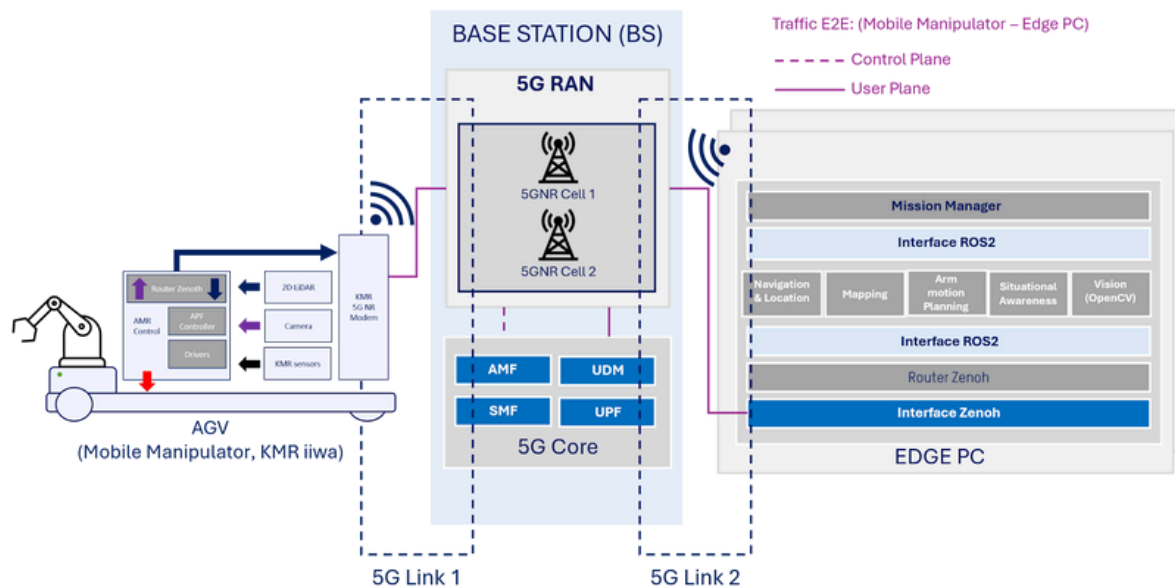 BASE STATION (BS)
5G RAN
5GNR Cell 1
5GNR Cell 2
AMF
UDM
SMF
UPF
5G Core
Traffic E2E: (Mobile Manipulator – Edge PC)
Control Plane
User Plane
Router Zenoth
AMR
Control
APF
Controller
Drivers
2D LiDAR
Camera
KMR sensors
KMR
5G NR
Modem
AGV
(Mobile Manipulator, KMR iiwa)
Mission Manager
Interface ROS2
Navigation
& Location
Mapping
Arm
motion
Planning
Situational
Awareness
Vision
(OpenCV)
Interface ROS2
Router Zenoh
Interface Zenoh
EDGE PC
5G Link 1
5G Link 2